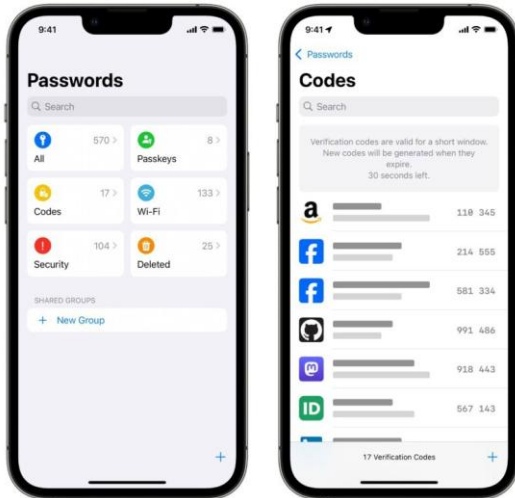 9:41
Passwords
Search
570
All
8
Passkeys
17
Codes
133
Wi-Fi
104
Security
25
Deleted
SHARED GROUPS
+ New Group
+
9:41
Passwords
Codes
Search
Verification codes are valid for a short window.
New codes will be generated when they
expire.
30 seconds left.
a
110 345
f
214 555
f
581 334
991 486
m
918 443
ID
567 143
17 Verification Codes
+